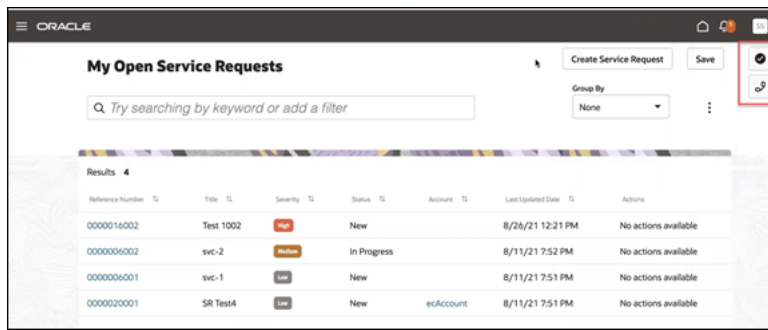 ORACLE
SS
My Open Service Requests
Create Service Request
Save
Group By
Try searching by keyword or add a filter
None
Results 4
Reference Number Title Severity Status Account Last Updated Date Actions
0000016002 Test 1002 High New 8/26/21 12:21 PM No actions available
0000006002 svc-2 Medium In Progress 8/11/21 7:52 PM No actions available
0000006001 svc-1 Low New 8/11/21 7:51 PM No actions available
0000020001 SR Test4 Low New ecAccount 8/11/21 7:51 PM No actions available